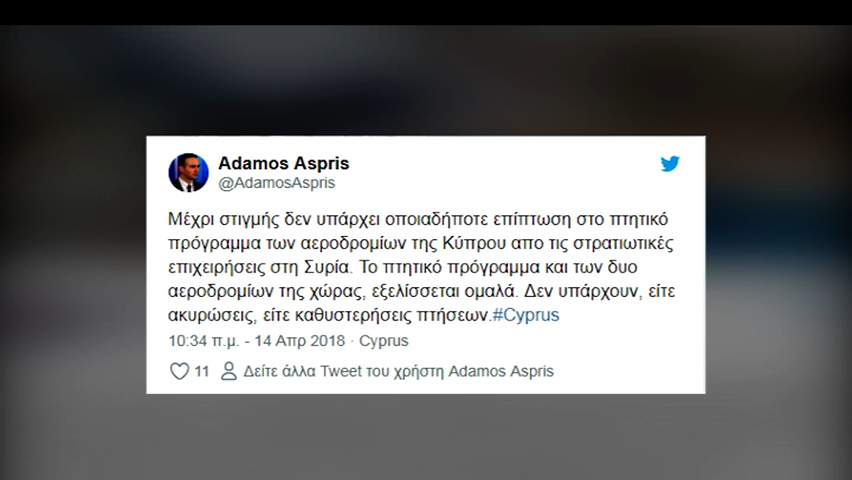 Adamos Aspris
@AdamosAspris
Μέχρι στιγμής δεν υπάρχει οποιαδήποτε επίπτωση στο πτητικό
πρόγραμμα των αεροδρομίων της Κύπρου απο τις στρατιωτικές
επιχειρήσεις στη Συρία. Το πτητικό πρόγραμμα και των δυο
αεροδρομίων της χώρας, εξελίσσεται ομαλά. Δεν υπάρχουν, είτε
ακυρώσεις, είτε καθυστερήσεις πτήσεων.#Cyprus
10:34 π.μ. - 14 Απρ 2018 · Cyprus
11 Δείτε άλλα Tweet του χρήστη Adamos Aspris